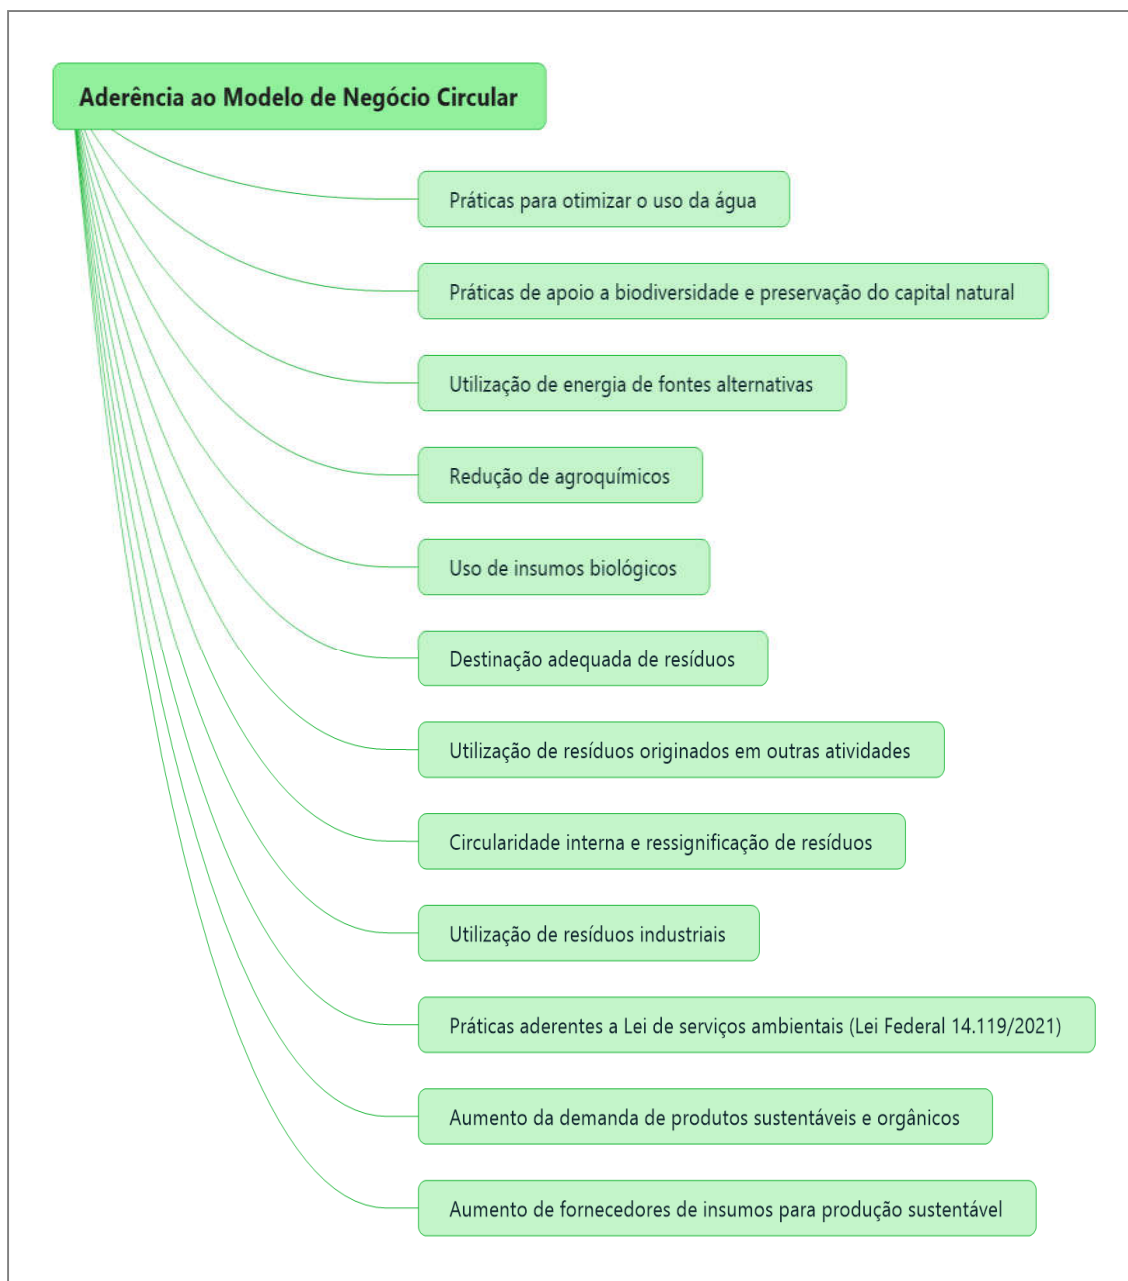 Aderência ao Modelo de Negócio Circular
Práticas para otimizar o uso da água
Práticas de apoio a biodiversidade e preservação do capital natural
Utilização de energia de fontes alternativas
Redução de agroquímicos
Uso de insumos biológicos
Destinação adequada de resíduos
Utilização de resíduos originados em outras atividades
Circularidade interna e ressignificação de resíduos
Utilização de resíduos industriais
Práticas aderentes a Lei de serviços ambientais (Lei Federal 14.119/2021)
Aumento da demanda de produtos sustentáveis e orgânicos
Aumento de fornecedores de insumos para produção sustentável